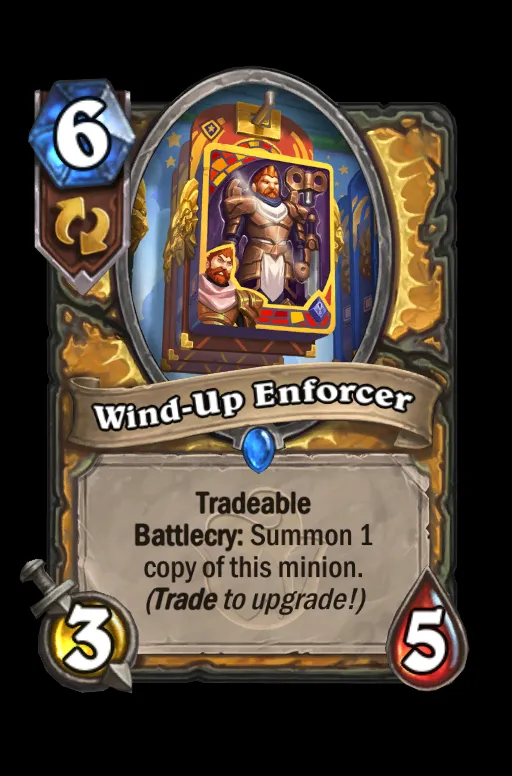 6
Wind-Up Enforcer
Tradeable
Battlecry: Summon 1
copy of this minion.
(Trade to upgrade!)
3
5